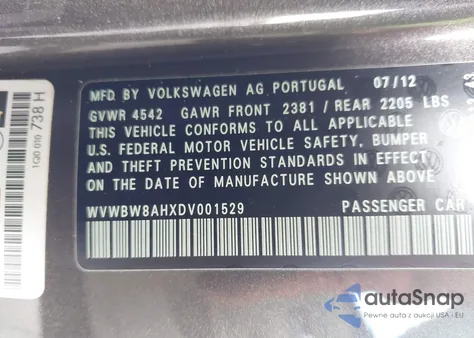 MFD BY VOLKSWAGEN AG PORTUGAL 07/12
GVWR 4542 GAWR FRONT 2381 / REAR 2205 LBS
THIS VEHICLE CONFORMS TO ALL APPLICABLE
U.S. FEDERAL MOTOR VEHICLE SAFETY, BUMPER
AND THEFT PREVENTION STANDARDS IN EFFECT
ON THE DATE OF MANUFACTURE SHOWN ABOVE
WVWBW8AHXDV001529 PASSENGER CAR
1Q0 010 738 H
autoSnap
Pewne auta z aukcji USA - EU